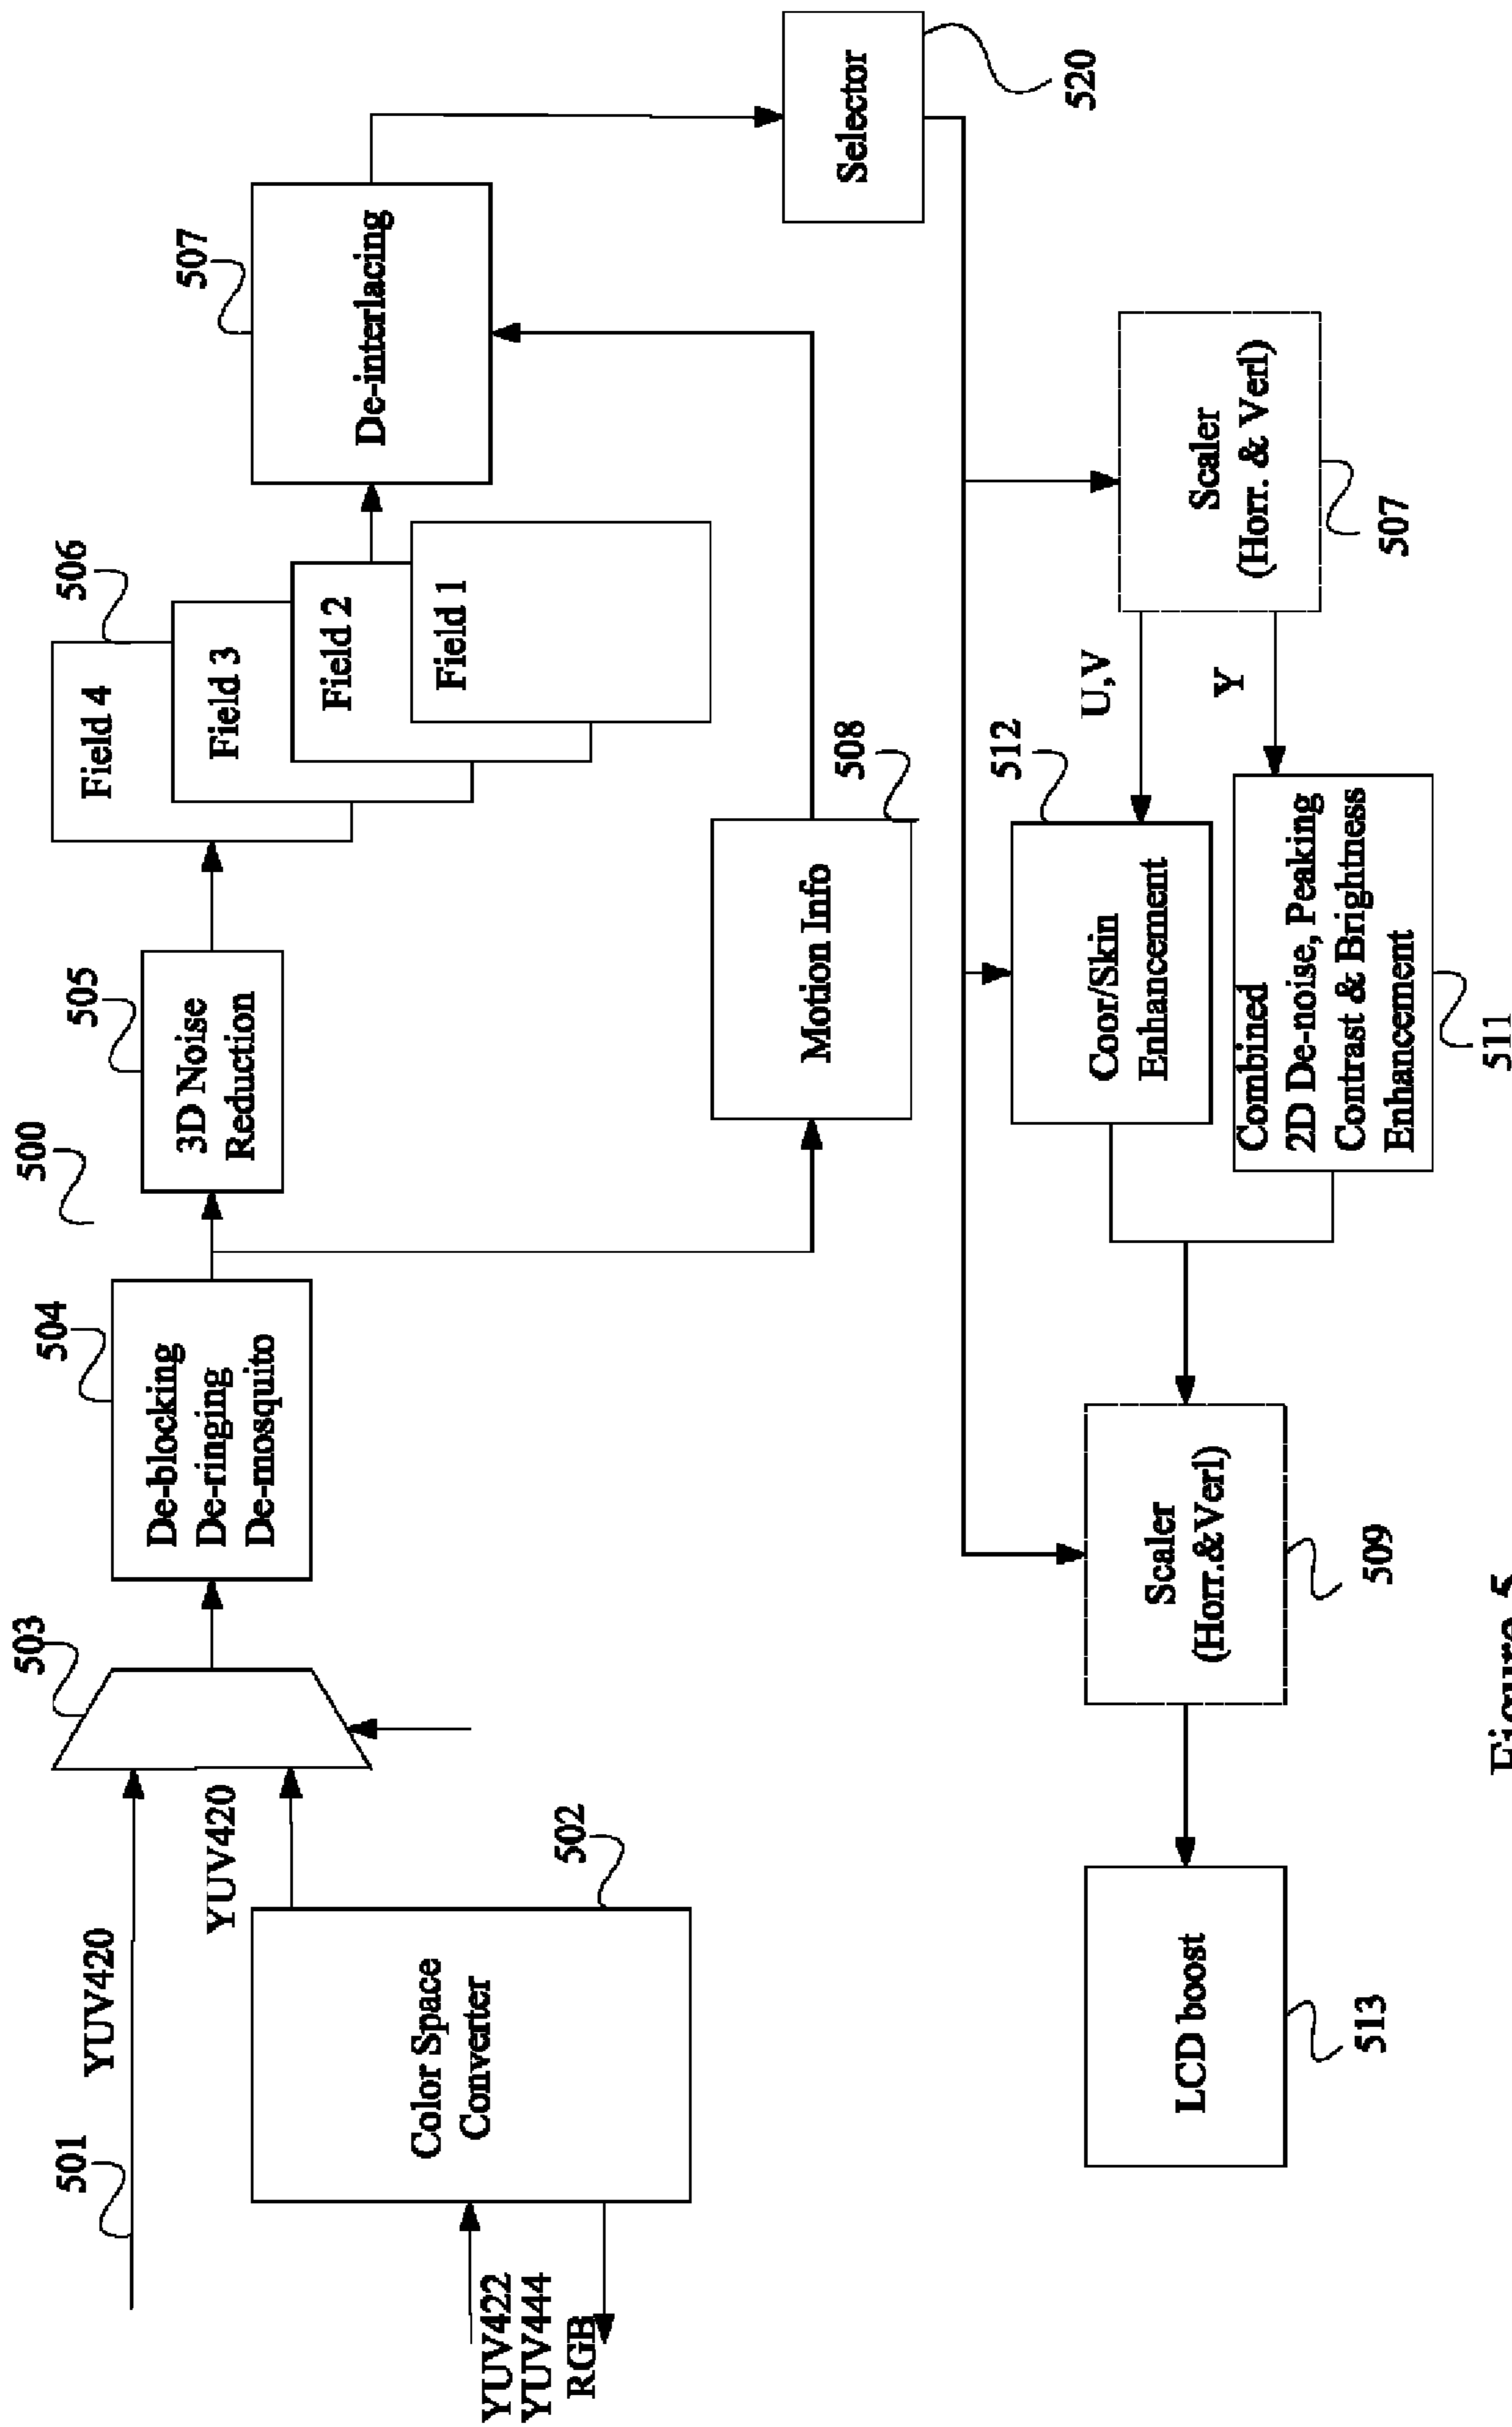 500
501
YUV420
YUV422
YUV444
RGB
Color Space
Converter
502
YUV420
503
504
De-blocking
De-ringing
De-mosquito
505
3D Noise
Reduction
506
Field 4
Field 3
Field 2
Field 1
507
De-interlacing
Motion Info
508
Selector
520
LCD boost
513
Scaler
(Horr.&Verl)
509
512
Coor/Skin
Enhancement
Combined
2D De-noise, Peaking
Contrast & Brightness
Enhancement
511
U,V
Y
Scaler
(Horr. & Verl)
507
Figure 5